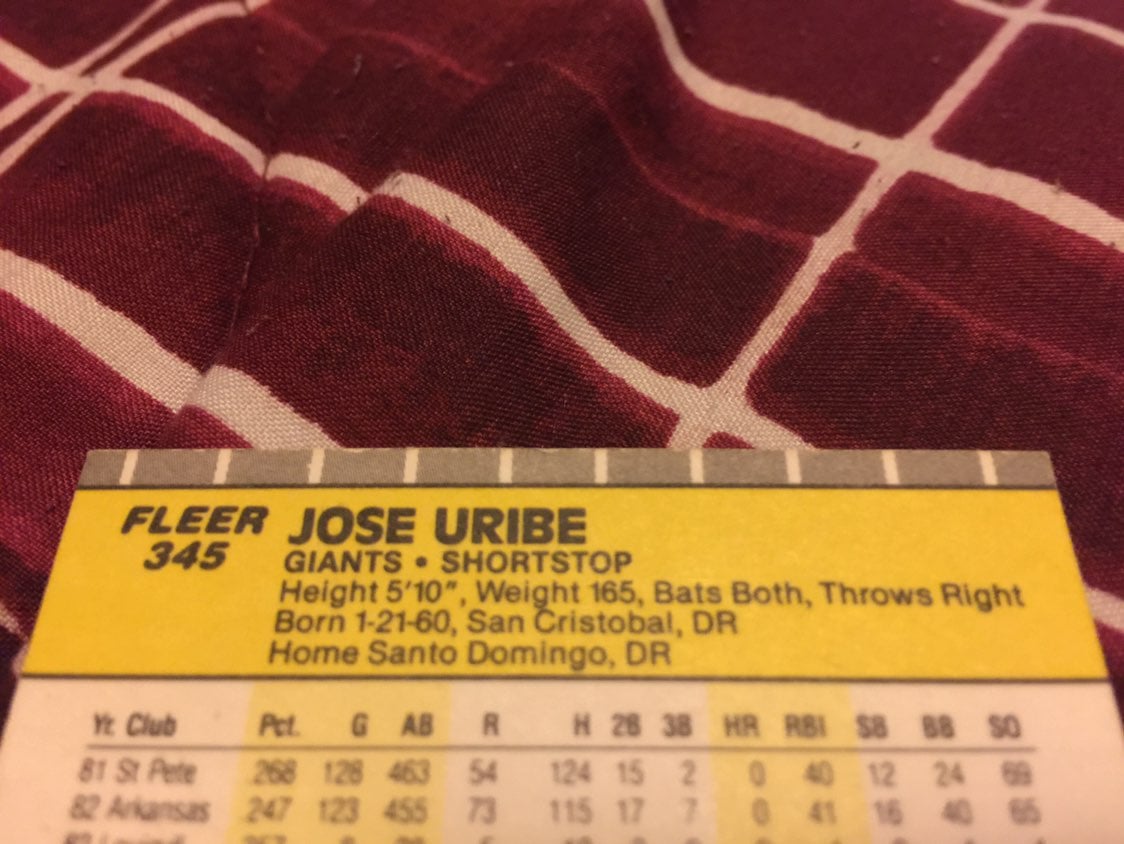 FLEER JOSE URIBE
345 GIANTS • SHORTSTOP
Height 5'10", Weight 165, Bats Both, Throws Right
Born 1-21-60, San Cristobal, DR
Home Santo Domingo, DR
Yr. Club Pct. G AB R H 2B 3B HR RBI SB BB SO
81 St Pete 268 128 463 54 124 15 2 0 40 12 24 69
82 Arkansas 247 123 455 73 115 17 7 0 41 16 40 65